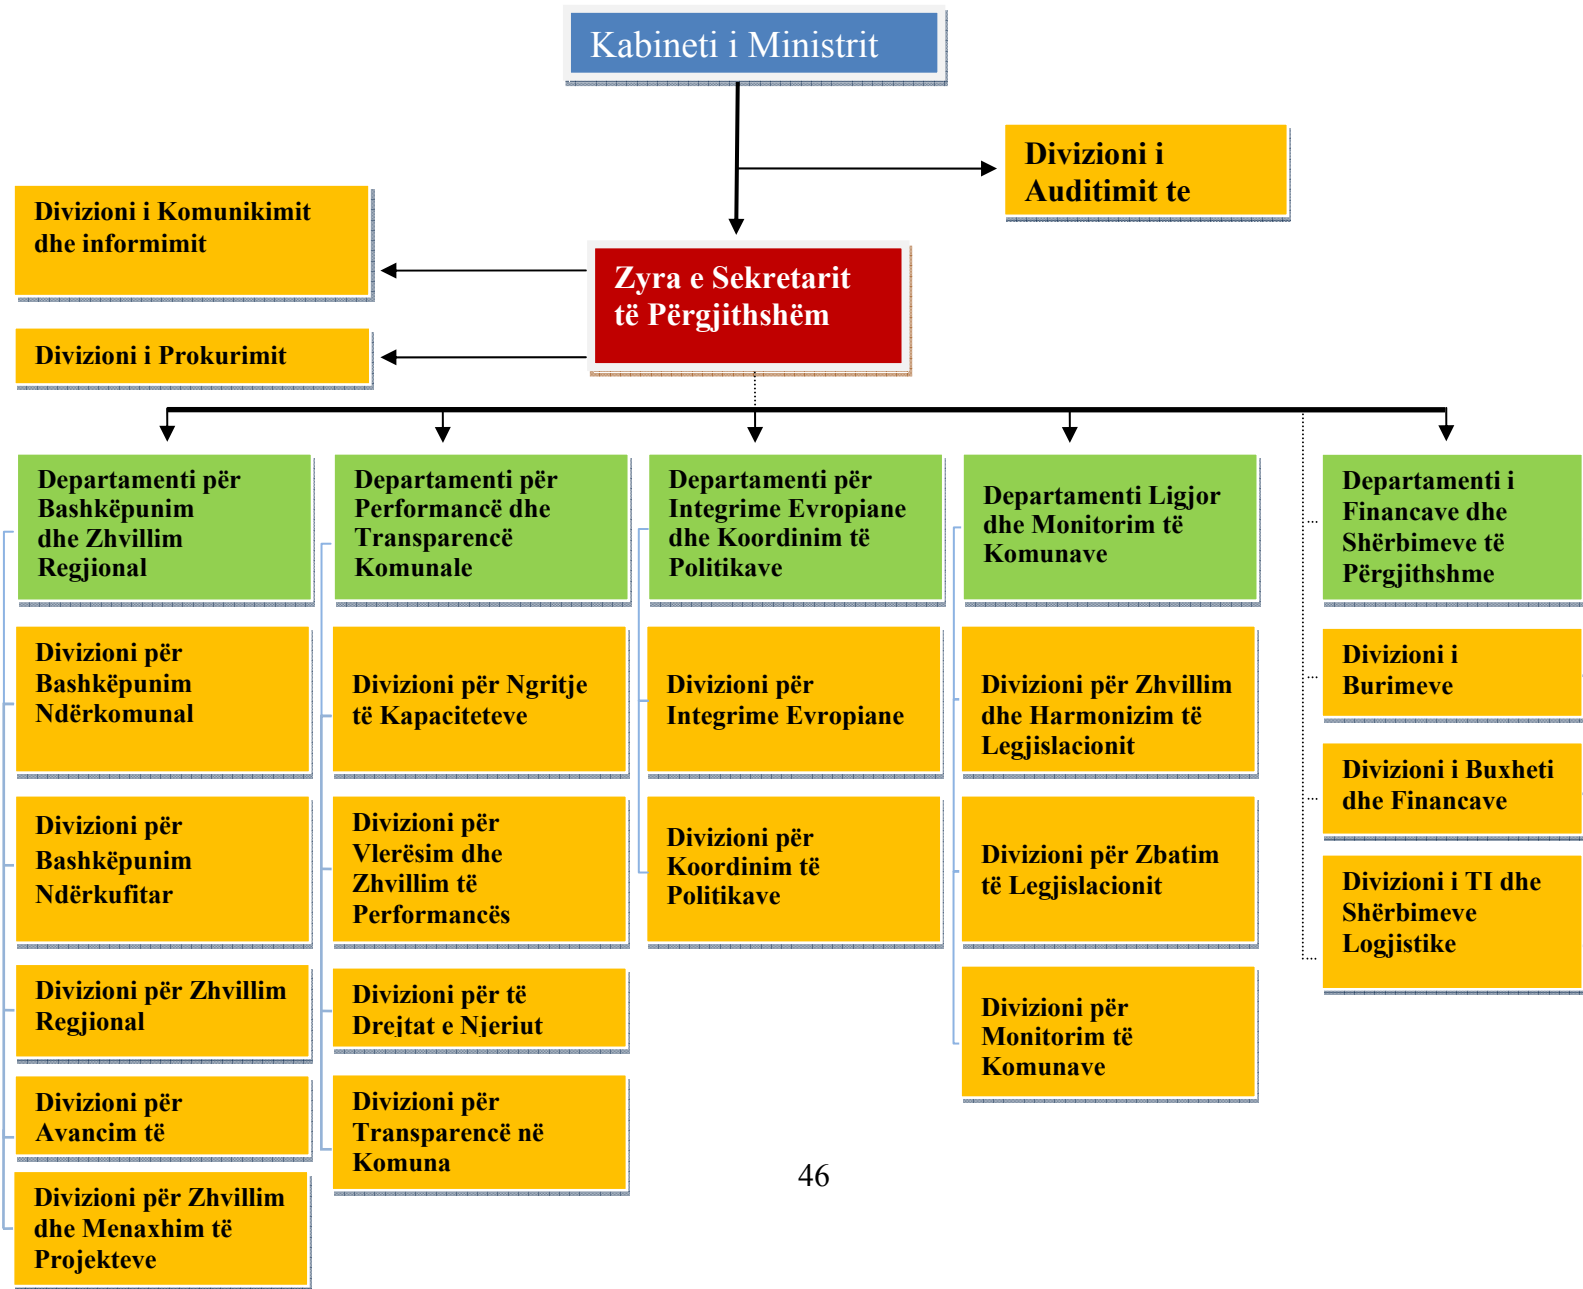 Kabineti i Ministrit
Divizioni i
Auditimit te
Divizioni i Komunikimit
dhe informimit
Zyra e Sekretarit
të Përgjithshëm
Divizioni i Prokurimit
Departamenti për
Bashkëpunim
dhe Zhvillim
Regjional
Divizioni për
Bashkëpunim
Ndërkomunal
Divizioni për
Bashkëpunim
Ndërkufitar
Divizioni për Zhvillim
Regjional
Divizioni për
Avancim të
Divizioni për Zhvillim
dhe Menaxhim të
Projekteve
Departamenti për
Performancë dhe
Transparencë
Komunale
Divizioni për Ngritje
të Kapaciteteve
Divizioni për
Vlerësim dhe
Zhvillim të
Performancës
Divizioni për të
Drejtat e Njeriut
Divizioni për
Transparencë në
Komuna
Departamenti për
Integrime Evropiane
dhe Koordinim të
Politikave
Divizioni për
Integrime Evropiane
Divizioni për
Koordinim të
Politikave
Departamenti Ligjor
dhe Monitorim të
Komunave
Divizioni për Zhvillim
dhe Harmonizim të
Legjislacionit
Divizioni për Zbatim
të Legjislacionit
Divizioni për
Monitorim të
Komunave
Departamenti i
Financave dhe
Shërbimeve të
Përgjithshme
Divizioni i
Burimeve
Divizioni i Buxheti
dhe Financave
Divizioni i TI dhe
Shërbimeve
Logjistike
46